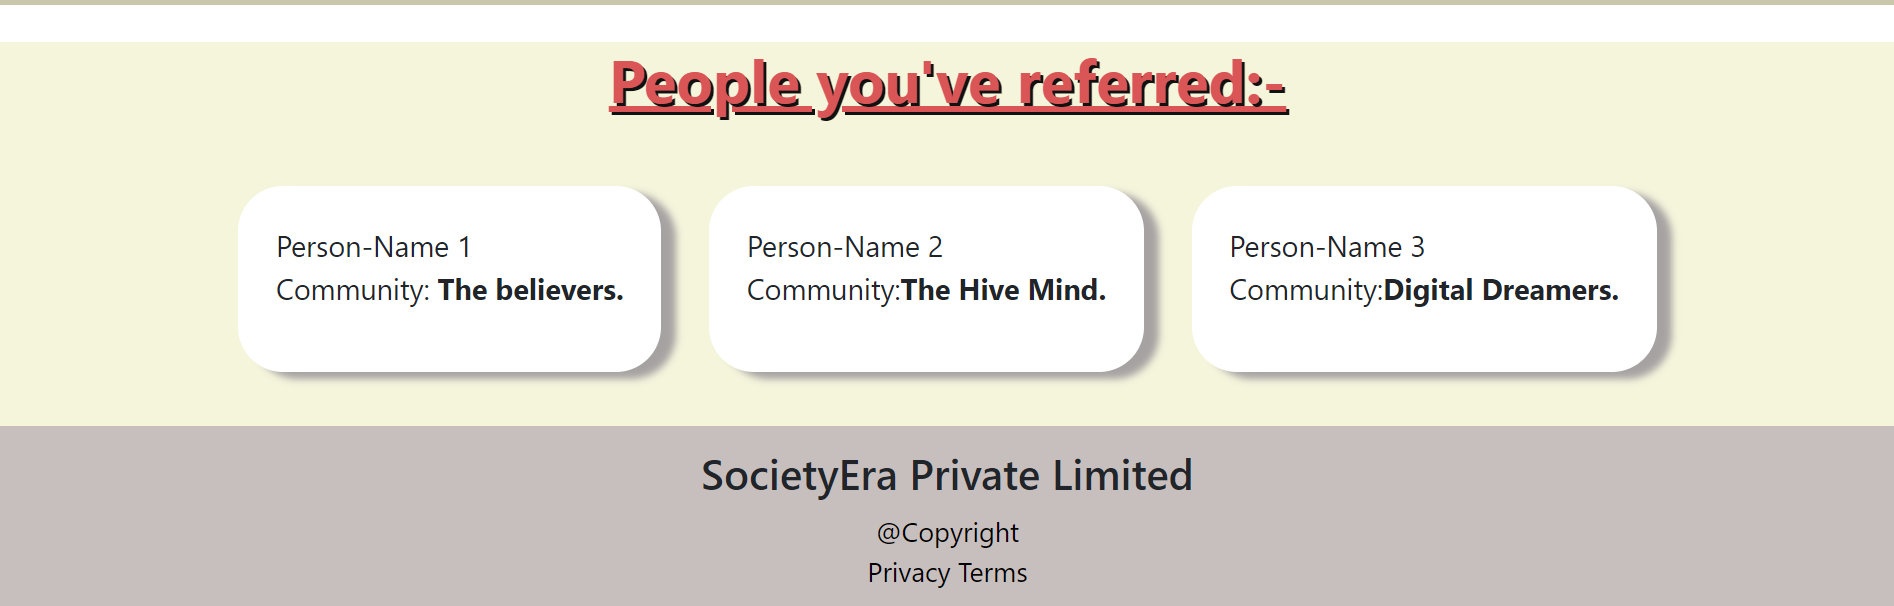 People you've referred:-
Person-Name 1
Community: The believers.
Person-Name 2
Community:The Hive Mind.
Person-Name 3
Community:Digital Dreamers.
SocietyEra Private Limited
@Copyright
Privacy Terms